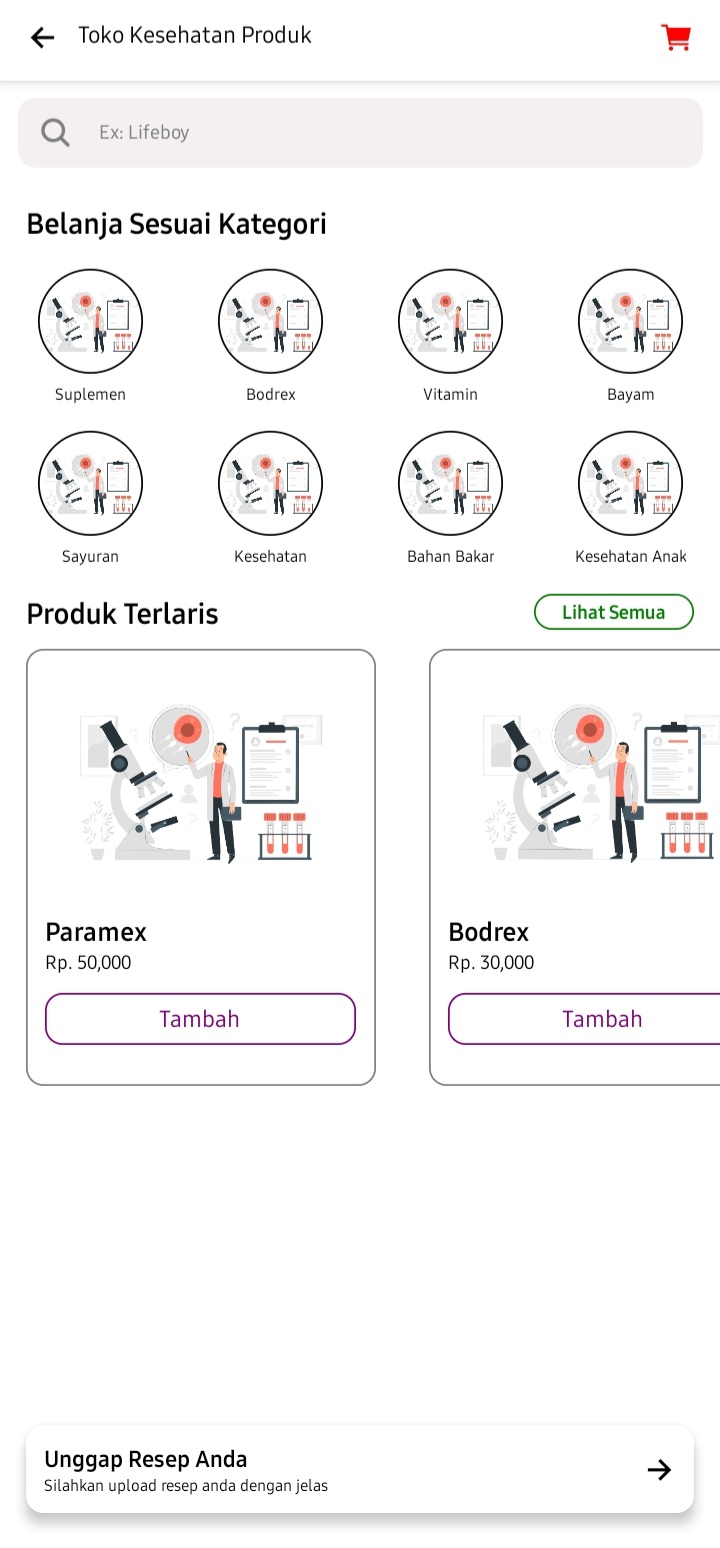 Toko Kesehatan Produk
Ex: Lifeboy
Belanja Sesuai Kategori
Suplemen
Bodrex
Vitamin
Bayam
Sayuran
Kesehatan
Bahan Bakar
Kesehatan Anak
Produk Terlaris
Lihat Semua
Paramex
Rp. 50,000
Tambah
Bodrex
Rp. 30,000
Tambah
Unggap Resep Anda
Silahkan upload resep anda dengan jelas